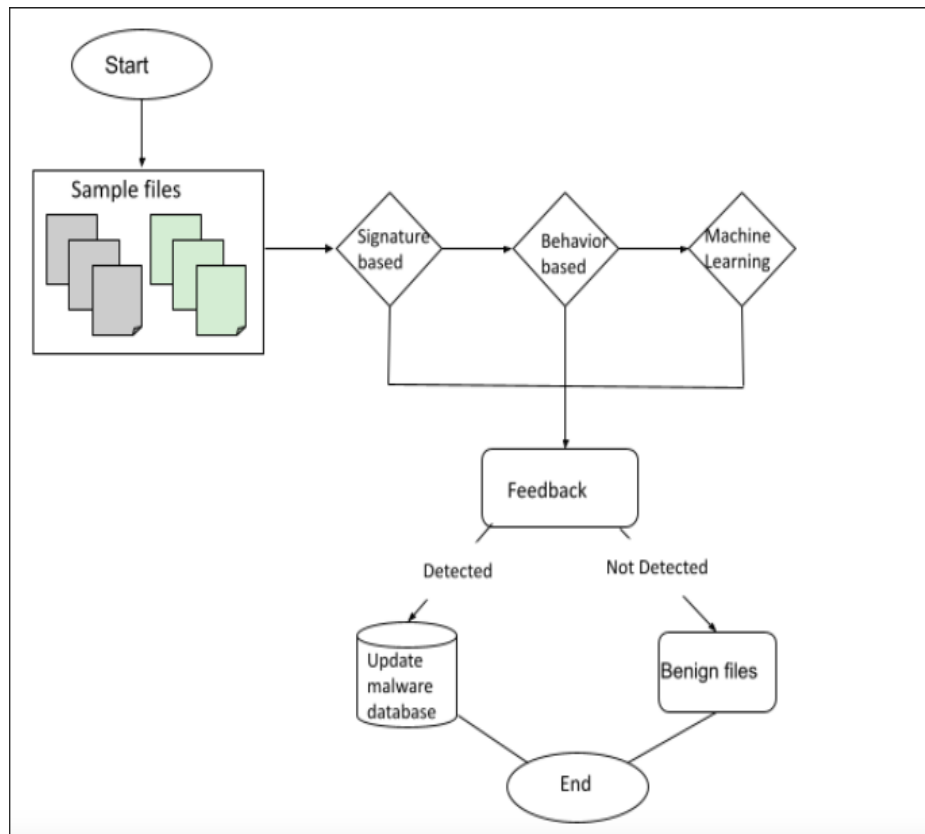 Start
Sample files
Signature
based
Behavior
based
Machine
Learning
Feedback
Detected
Not Detected
Update
malware
database
Benign files
End